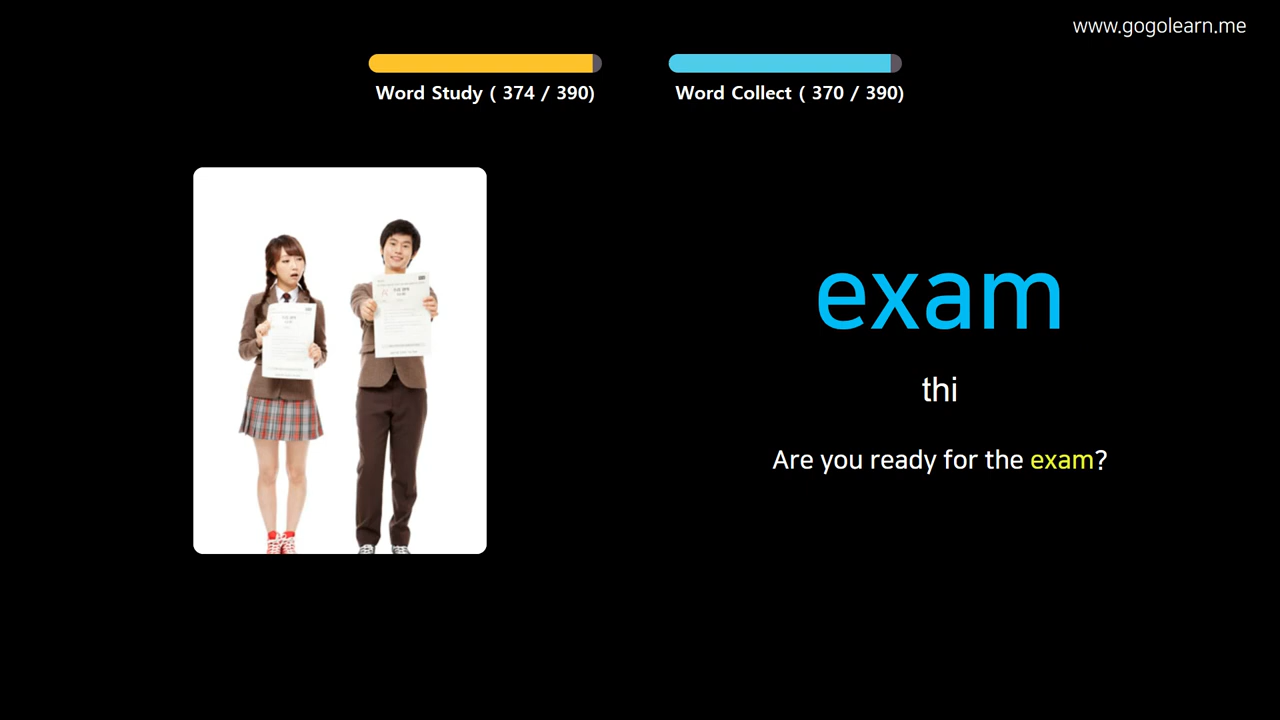 www.gogolearn.me
Word Study ( 374 / 390)
Word Collect ( 370 / 390)
exam
thi
Are you ready for the exam?